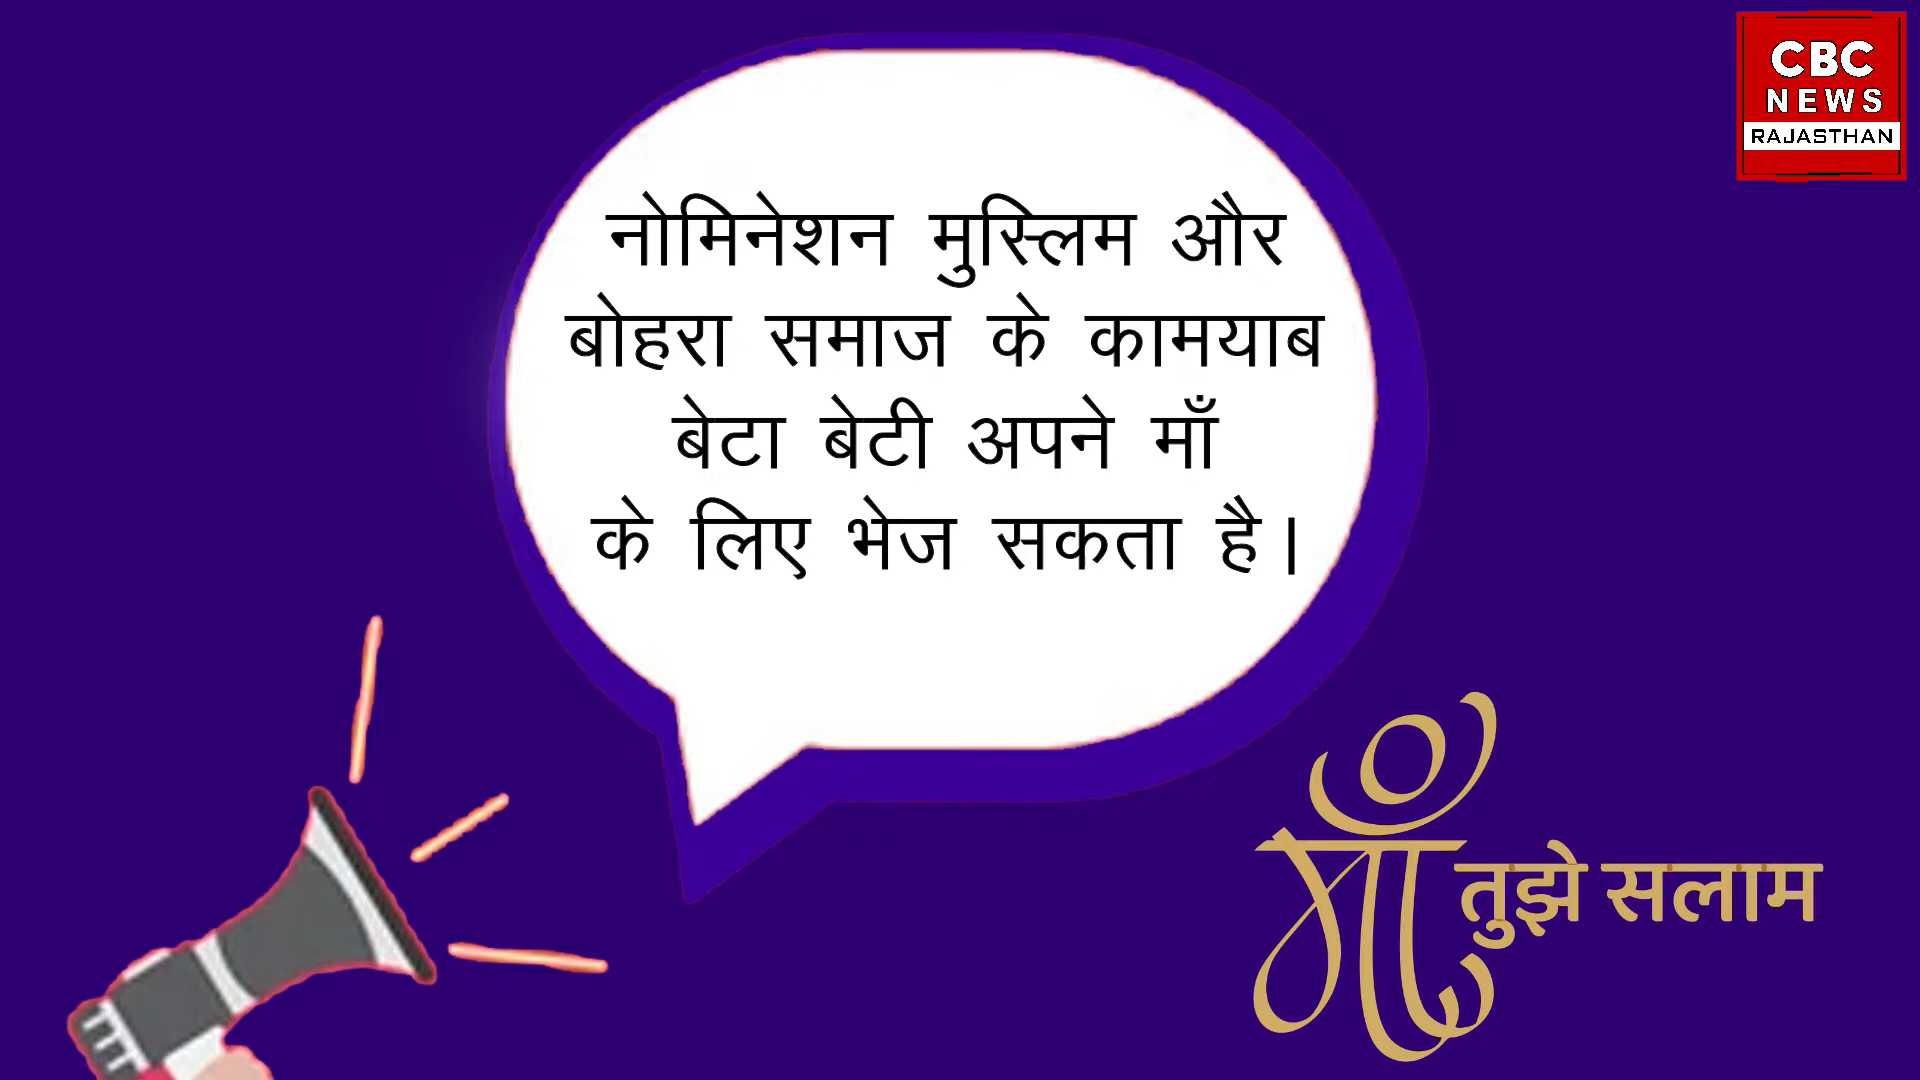 CBC
NEWS
RAJASTHAN
नोमिनेशन मुस्लिम और
बोहरा समाज के कामयाब
बेटा बेटी अपने माँ
के लिए भेज सकता है।
माँ तुझे सलाम